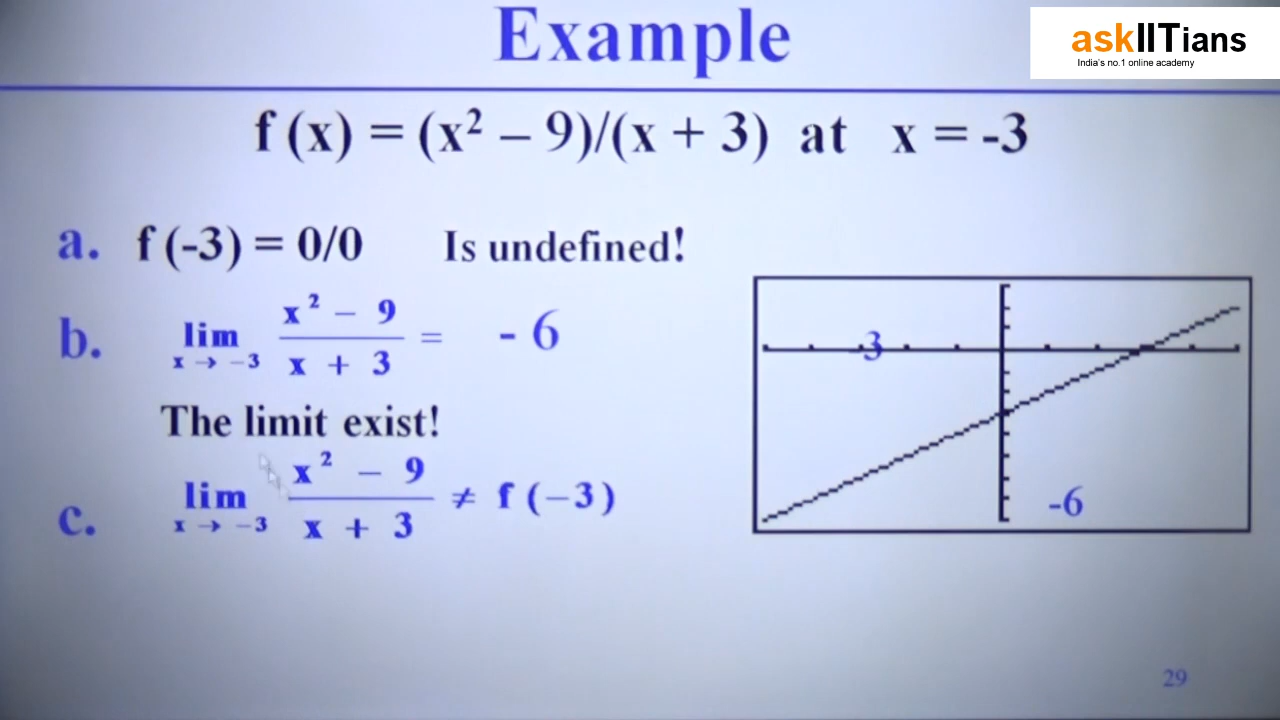 Example
askIITians
India's no.1 online academy
f (x) = (x² – 9)/(x + 3) at x = -3
a. f (-3) = 0/0 Is undefined!
b. lim x → −3 x² − 9 / x + 3 = - 6
The limit exist!
c. lim x → −3 x² − 9 / x + 3 ≠ f (−3)
-3
-6
29